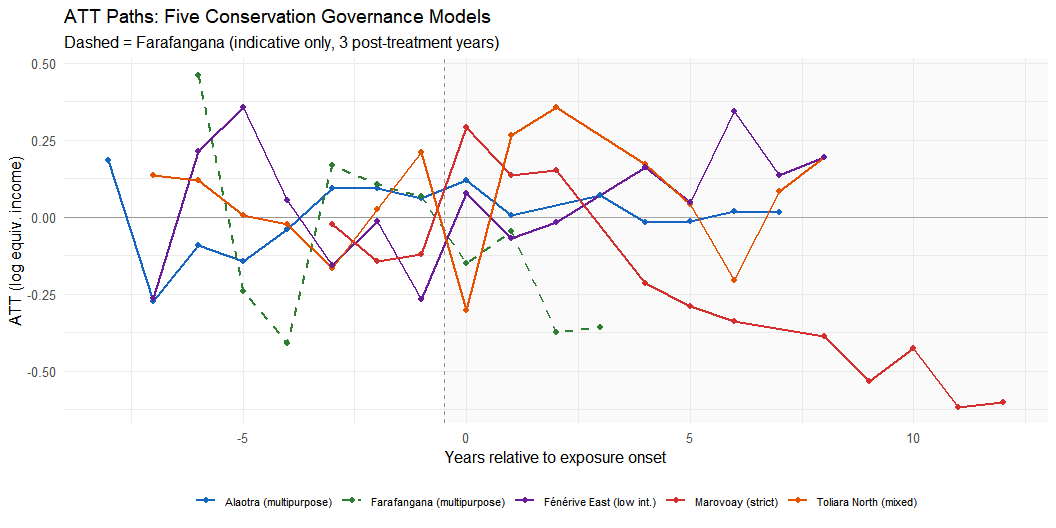 ATT Paths: Five Conservation Governance Models
Dashed = Farafangana (indicative only, 3 post-treatment years)
ATT (log equiv. income)
0.50
0.25
0.00
-0.25
-0.50
-5
0
5
10
Years relative to exposure onset
Alaotra (multipurpose)
Farafangana (multipurpose)
Fénérive East (low int.)
Marovoay (strict)
Toliara North (mixed)